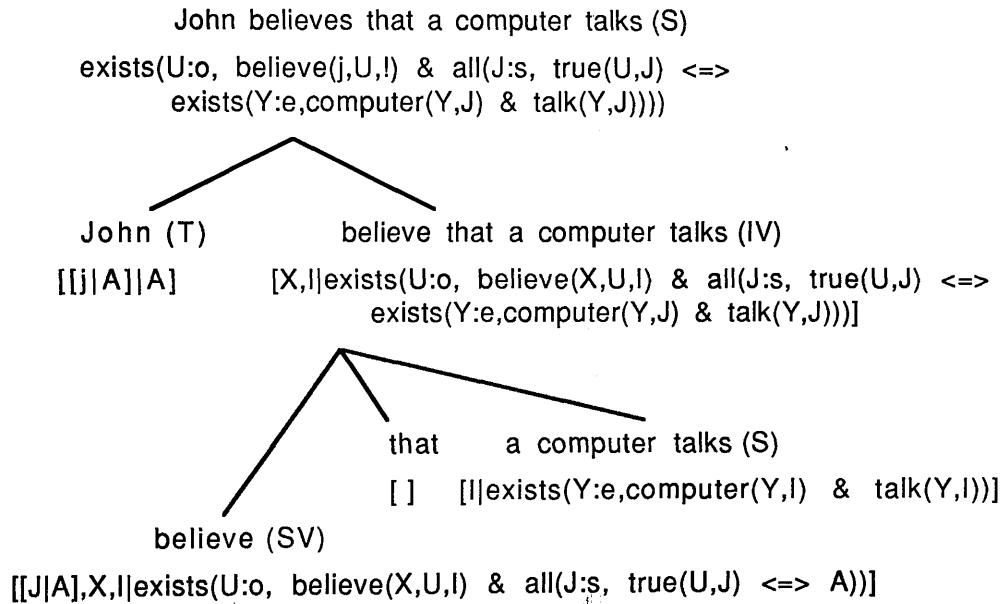 John believes that a computer talks (S)
exists(U:o, believe(j,U,!) & all(J:s, true(U,J) <=>
exists(Y:e,computer(Y,J) & talk(Y,J))))
John (T) believe that a computer talks (IV)
[[j|A]|A] [X,I|exists(U:o, believe(X,U,I) & all(J:s, true(U,J) <=>
exists(Y:e,computer(Y,J) & talk(Y,J)))]
that a computer talks (S)
[ ] [I|exists(Y:e,computer(Y,I) & talk(Y,I))]
believe (SV)
[[J|A],X,I|exists(U:o, believe(X,U,I) & all(J:s, true(U,J) <=> A))]